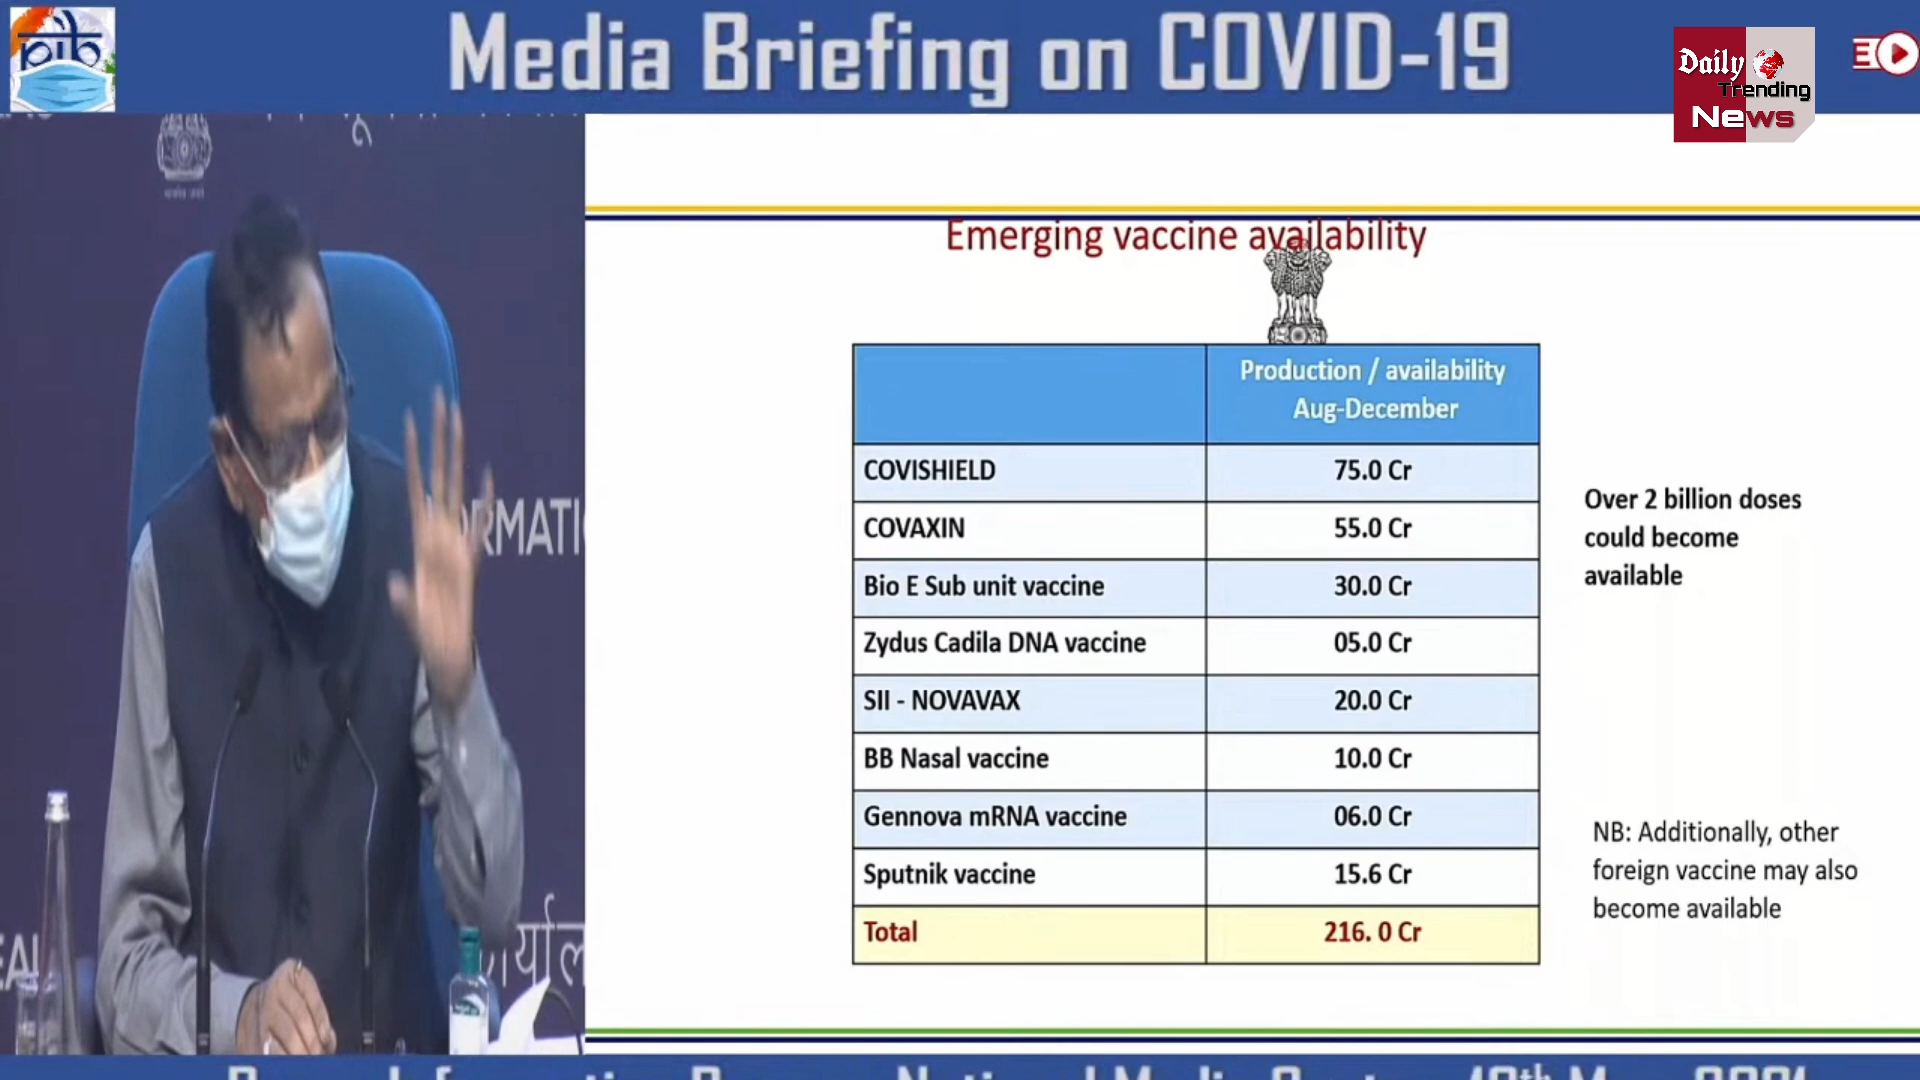 पीआईबी
Media Briefing on COVID-19
Daily
Trending
News
Emerging vaccine availability
Production / availability
Aug-December
COVISHIELD 75.0 Cr
COVAXIN 55.0 Cr
Bio E Sub unit vaccine 30.0 Cr
Zydus Cadila DNA vaccine 05.0 Cr
SII - NOVAVAX 20.0 Cr
BB Nasal vaccine 10.0 Cr
Gennova mRNA vaccine 06.0 Cr
Sputnik vaccine 15.6 Cr
Total 216. 0 Cr
Over 2 billion doses
could become
available
NB: Additionally, other
foreign vaccine may also
become available